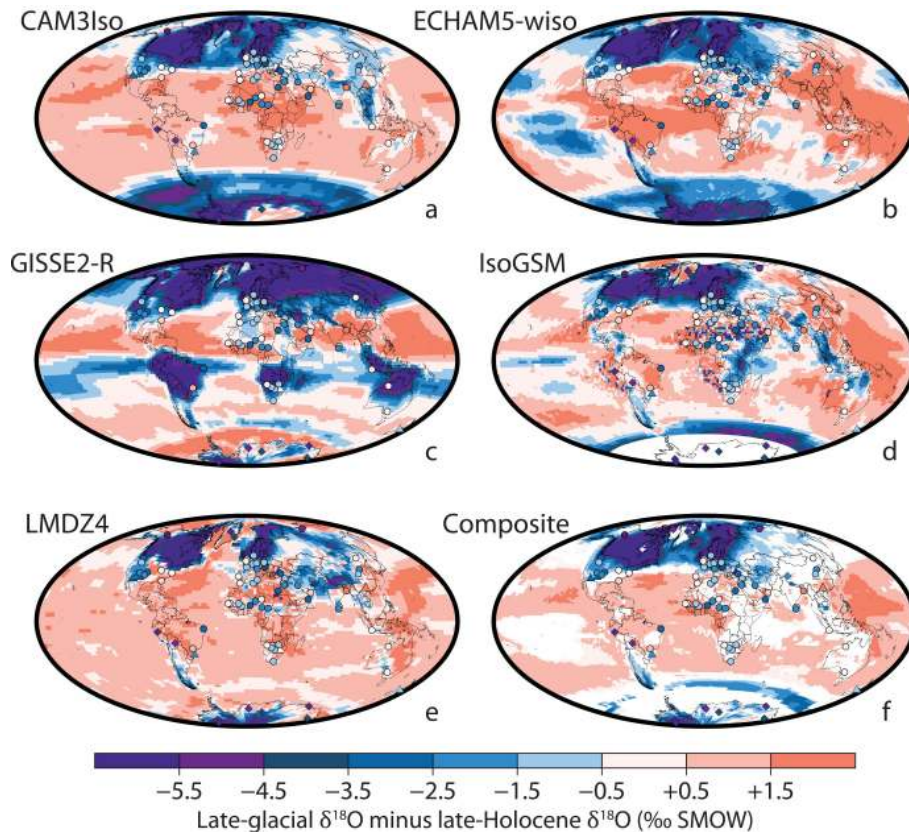 CAM3Iso
ECHAM5-wiso
a
b
GISSE2-R
IsoGSM
c
d
LMDZ4
Composite
e
f
−5.5 −4.5 −3.5 −2.5 −1.5 −0.5 +0.5 +1.5
Late-glacial δ¹⁸O minus late-Holocene δ¹⁸O (‰ SMOW)